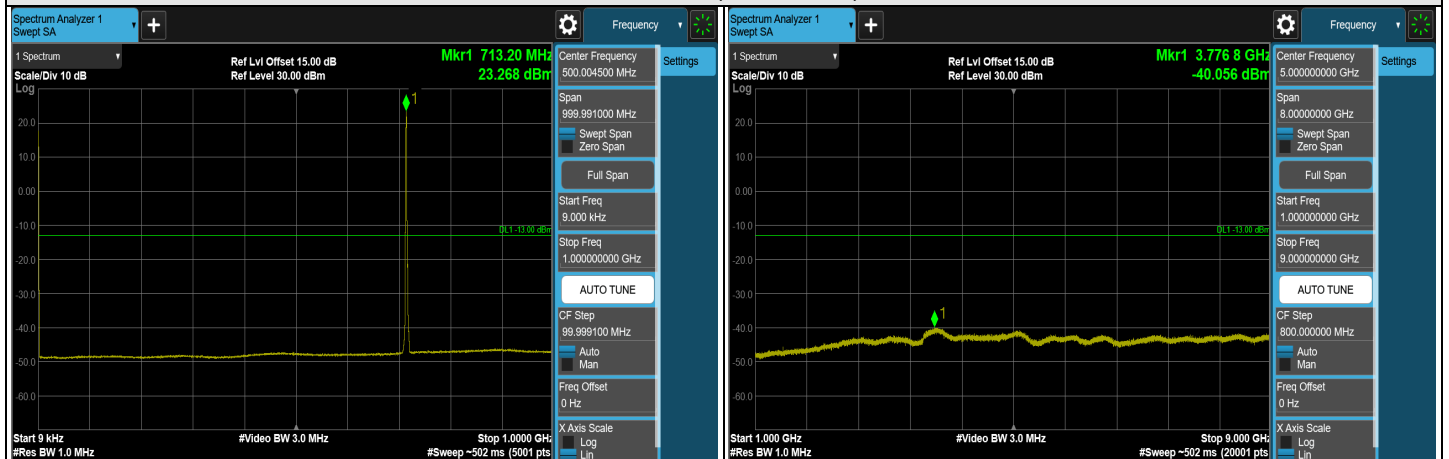 Spectrum Analyzer 1
Swept SA
+
Frequency
1 Spectrum
Scale/Div 10 dB
Log
Ref Lvl Offset 15.00 dB
Ref Level 30.00 dBm
Mkr1 713.20 MHz
23.268 dBm
1
20.0
10.0
0.00
-10.0
-20.0
-30.0
-40.0
-50.0
-60.0
DL1 -13.00 dBm
Start 9 kHz
#Res BW 1.0 MHz
#Video BW 3.0 MHz
Stop 1.0000 GHz
#Sweep ~502 ms (5001 pts
Center Frequency
500.004500 MHz
Settings
Span
999.991000 MHz
Swept Span
Zero Span
Full Span
Start Freq
9.000 kHz
Stop Freq
1.000000000 GHz
AUTO TUNE
CF Step
99.999100 MHz
Auto
Man
Freq Offset
0 Hz
X Axis Scale
Log
Lin
Spectrum Analyzer 1
Swept SA
+
Frequency
1 Spectrum
Scale/Div 10 dB
Log
Ref Lvl Offset 15.00 dB
Ref Level 30.00 dBm
Mkr1 3.776 8 GHz
-40.056 dBm
1
20.0
10.0
0.00
-10.0
-20.0
-30.0
-40.0
-50.0
-60.0
DL1 -13.00 dBm
Start 1.000 GHz
#Res BW 1.0 MHz
#Video BW 3.0 MHz
Stop 9.000 GHz
#Sweep ~502 ms (20001 pts
Center Frequency
5.000000000 GHz
Settings
Span
8.00000000 GHz
Swept Span
Zero Span
Full Span
Start Freq
1.000000000 GHz
Stop Freq
9.000000000 GHz
AUTO TUNE
CF Step
800.000000 MHz
Auto
Man
Freq Offset
0 Hz
X Axis Scale
Log
Lin